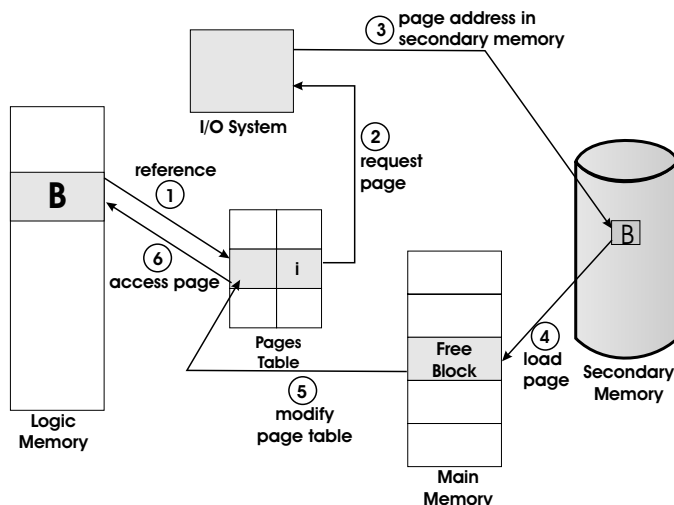 3
page address in
secondary memory
I/O System
2
request
page
reference
1
B
B
6
access page
i
Pages
Table
Free
Block
4
load
page
Secondary
Memory
5
modify
page table
Logic
Memory
Main
Memory